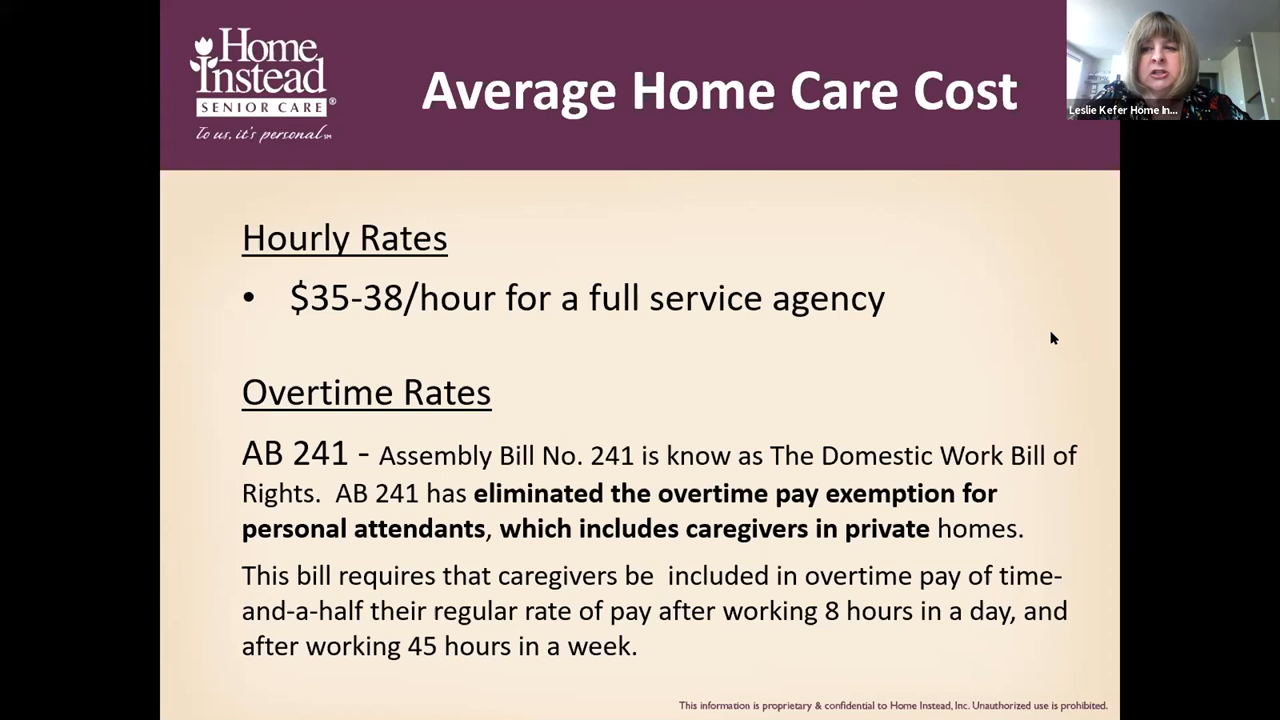 Home
Instead
SENIOR CARE®
To us, it's personal.SM
Average Home Care Cost
Leslie Kefer Home In...
Hourly Rates
• $35-38/hour for a full service agency
Overtime Rates
AB 241 - Assembly Bill No. 241 is know as The Domestic Work Bill of
Rights.  AB 241 has eliminated the overtime pay exemption for
personal attendants, which includes caregivers in private homes.
This bill requires that caregivers be  included in overtime pay of time-
and-a-half their regular rate of pay after working 8 hours in a day, and
after working 45 hours in a week.
This information is proprietary & confidential to Home Instead, Inc. Unauthorized use is prohibited.